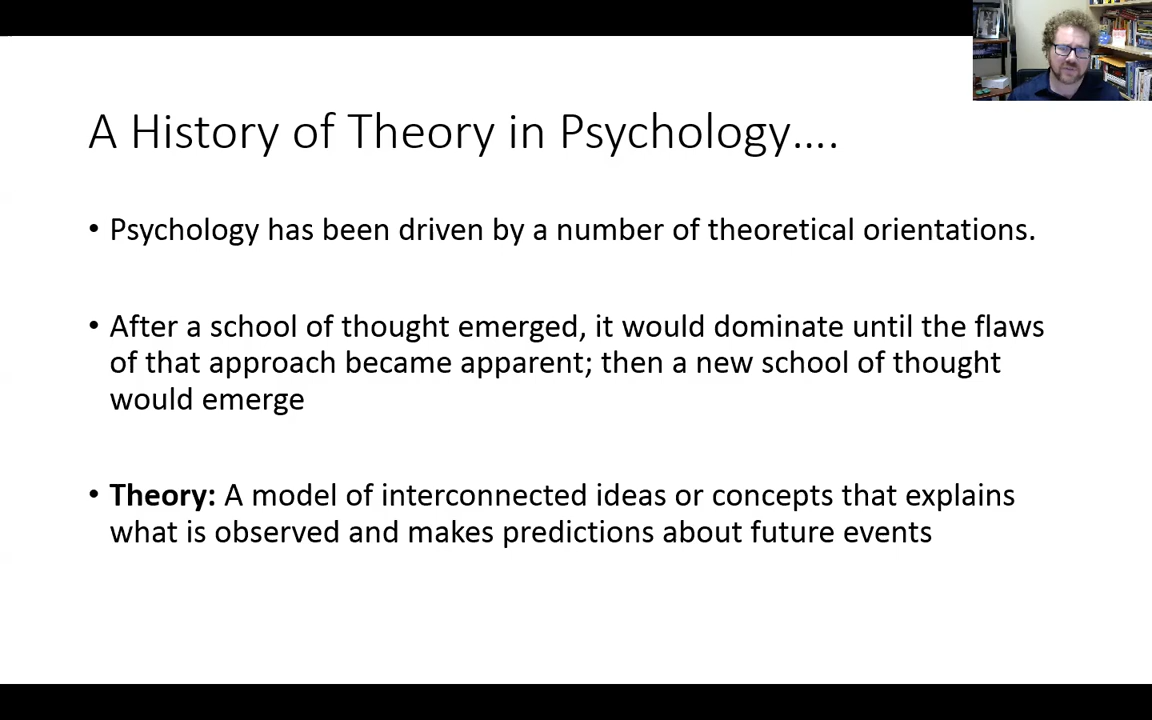 A History of Theory in Psychology....
• Psychology has been driven by a number of theoretical orientations.
• After a school of thought emerged, it would dominate until the flaws
of that approach became apparent; then a new school of thought
would emerge
• Theory: A model of interconnected ideas or concepts that explains
what is observed and makes predictions about future events